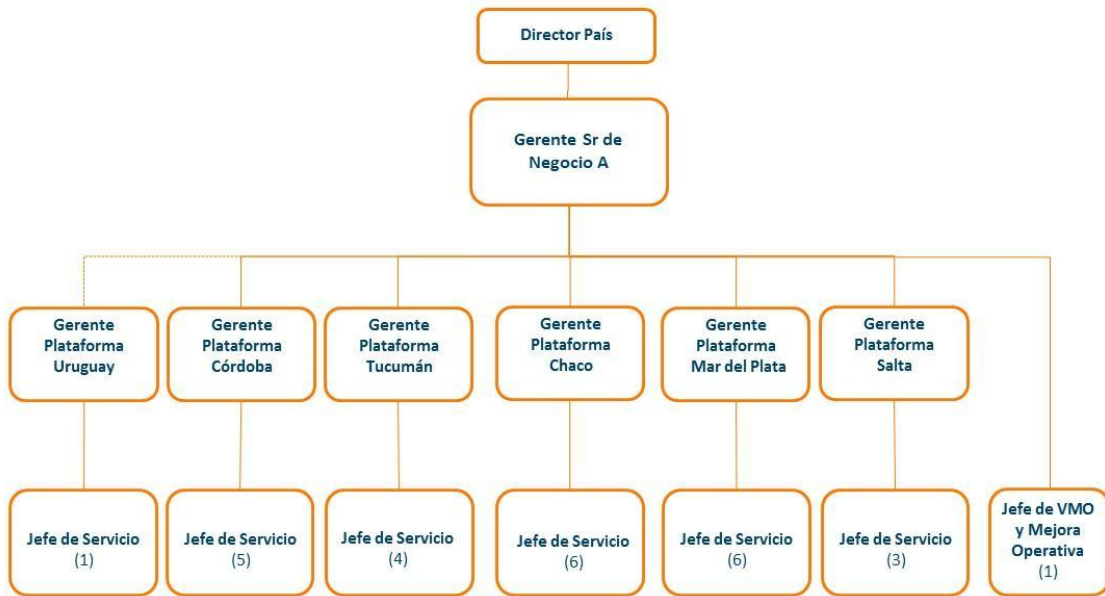 Director País
Gerente Sr de
Negocio A
Gerente
Plataforma
Uruguay
Gerente
Plataforma
Córdoba
Gerente
Plataforma
Tucumán
Gerente
Plataforma
Chaco
Gerente
Plataforma
Mar del Plata
Gerente
Plataforma
Salta
Jefe de Servicio
(1)
Jefe de Servicio
(5)
Jefe de Servicio
(4)
Jefe de Servicio
(6)
Jefe de Servicio
(6)
Jefe de Servicio
(3)
Jefe de VMO
y Mejora
Operativa
(1)